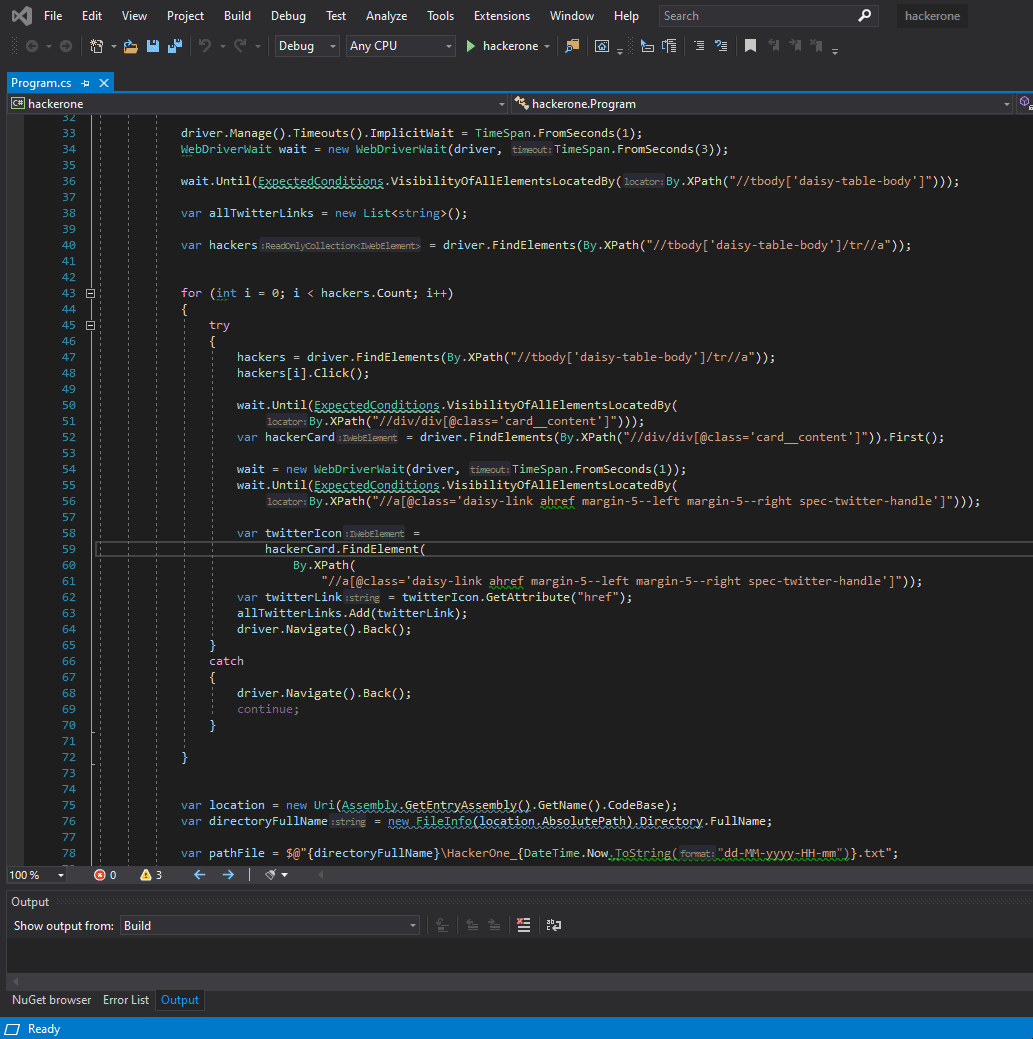 File Edit View Project Build Debug Test Analyze Tools Extensions Window Help Search hackerone
Debug Any CPU hackerone
Program.cs
C# hackerone hackerone.Program
32
33 driver.Manage().Timeouts().ImplicitWait = TimeSpan.FromSeconds(1);
34 WebDriverWait wait = new WebDriverWait(driver, timeout: TimeSpan.FromSeconds(3));
35
36 wait.Until(ExpectedConditions.VisibilityOfAllElementsLocatedBy( locator: By.XPath("//tbody['daisy-table-body']")));
37
38 var allTwitterLinks = new List<string>();
39
40 var hackers :ReadOnlyCollection<IWebElement> = driver.FindElements(By.XPath("//tbody['daisy-table-body']/tr//a"));
41
42
43 for (int i = 0; i < hackers.Count; i++)
44 {
45 try
46 {
47 hackers = driver.FindElements(By.XPath("//tbody['daisy-table-body']/tr//a"));
48 hackers[i].Click();
49
50 wait.Until(ExpectedConditions.VisibilityOfAllElementsLocatedBy(
51 locator: By.XPath("//div/div[@class='card__content']")));
52 var hackerCard :IWebElement = driver.FindElements(By.XPath("//div/div[@class='card__content']")).First();
53
54 wait = new WebDriverWait(driver, timeout: TimeSpan.FromSeconds(1));
55 wait.Until(ExpectedConditions.VisibilityOfAllElementsLocatedBy(
56 locator: By.XPath("//a[@class='daisy-link ahref margin-5--left margin-5--right spec-twitter-handle']")));
57
58 var twitterIcon :IWebElement =
59 hackerCard.FindElement(
60 By.XPath(
61 "//a[@class='daisy-link ahref margin-5--left margin-5--right spec-twitter-handle']"));
62 var twitterLink :string = twitterIcon.GetAttribute("href");
63 allTwitterLinks.Add(twitterLink);
64 driver.Navigate().Back();
65 }
66 catch
67 {
68 driver.Navigate().Back();
69 continue;
70 }
71
72 }
73
74
75 var location = new Uri(Assembly.GetEntryAssembly().GetName().CodeBase);
76 var directoryFullName :string = new FileInfo(location.AbsolutePath).Directory.FullName;
77
78 var pathFile = $@"{directoryFullName}\HackerOne_{DateTime.Now.ToString( format: "dd-MM-yyyy-HH-mm")}.txt";
100 % 0 3
Output
Show output from: Build
NuGet browser Error List Output
Ready